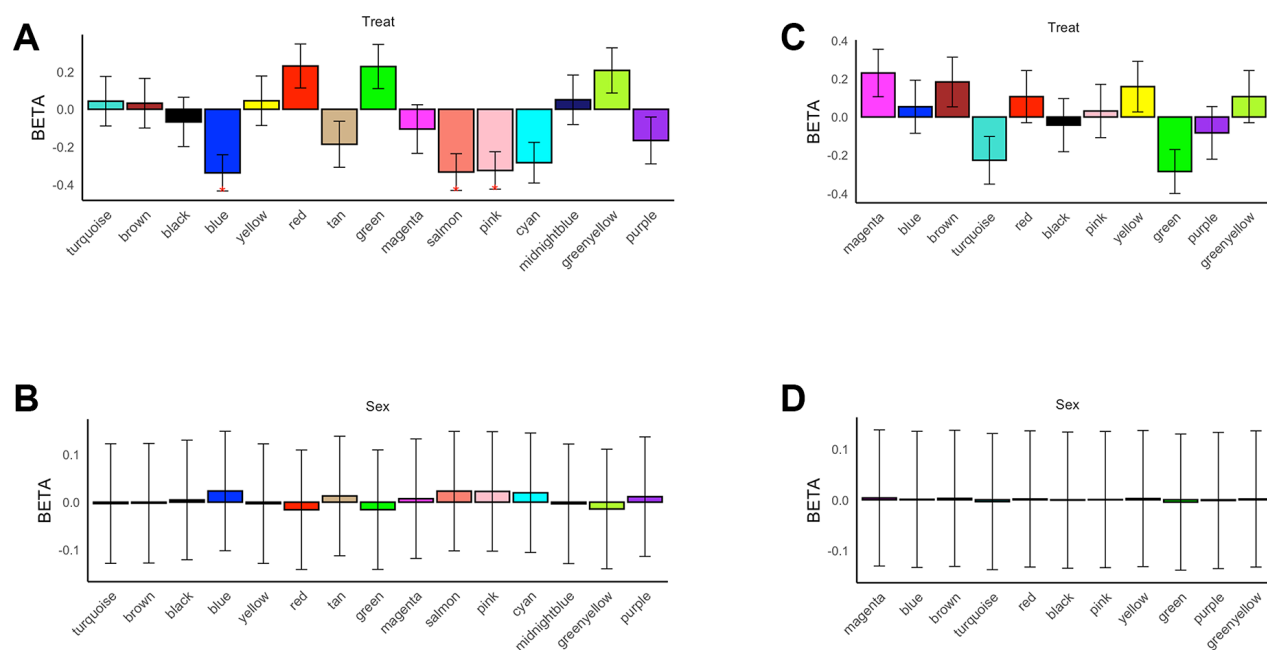 A
Treat
BETA
0.2
0.0
-0.2
-0.4
turquoise
brown
black
blue
yellow
red
tan
green
magenta
salmon
pink
cyan
midnightblue
greenyellow
purple
C
Treat
BETA
0.4
0.2
0.0
-0.2
-0.4
magenta
blue
brown
turquoise
red
black
pink
yellow
green
purple
greenyellow
B
Sex
BETA
0.1
0.0
-0.1
turquoise
brown
black
blue
yellow
red
tan
green
magenta
salmon
pink
cyan
midnightblue
greenyellow
purple
D
Sex
BETA
0.1
0.0
-0.1
magenta
blue
brown
turquoise
red
black
pink
yellow
green
purple
greenyellow